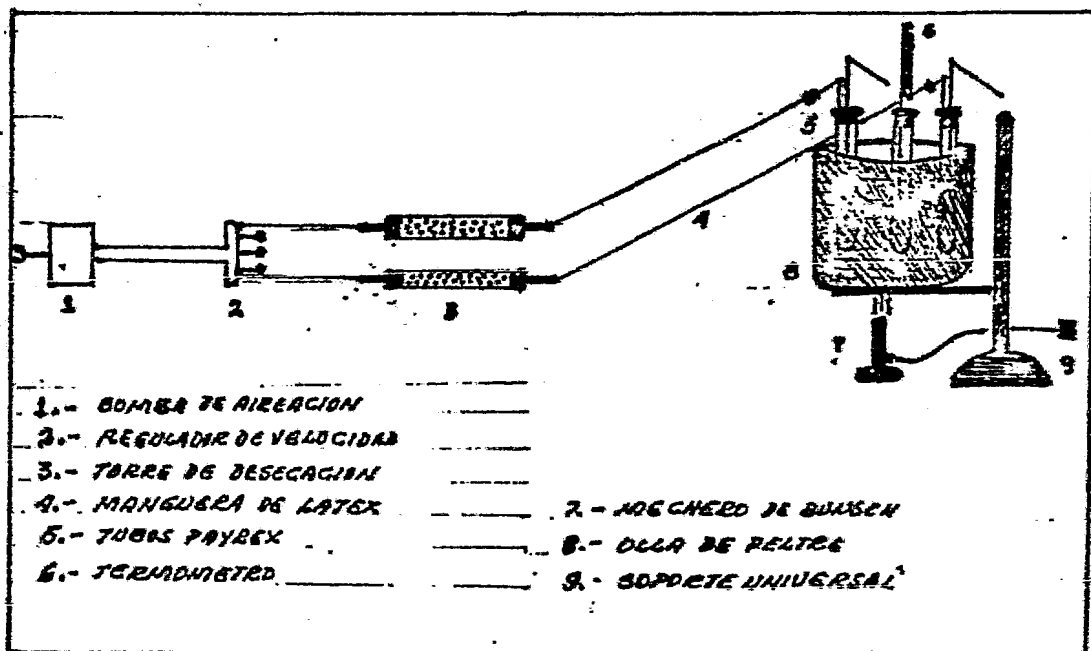 6
5
4
8
1
2
3
7
9
1.- BOMBA DE AIREACION
2.- REGULADOR DE VELOCIDAD
3.- TORRE DE DESECACION
4.- MANGUERA DE LATEX
5.- TUBOS PAYREX
6.- TERMOMETRO
7.- MECHERO DE BUNSEN
8.- OLLA DE PELTRE
9.- SOPORTE UNIVERSAL